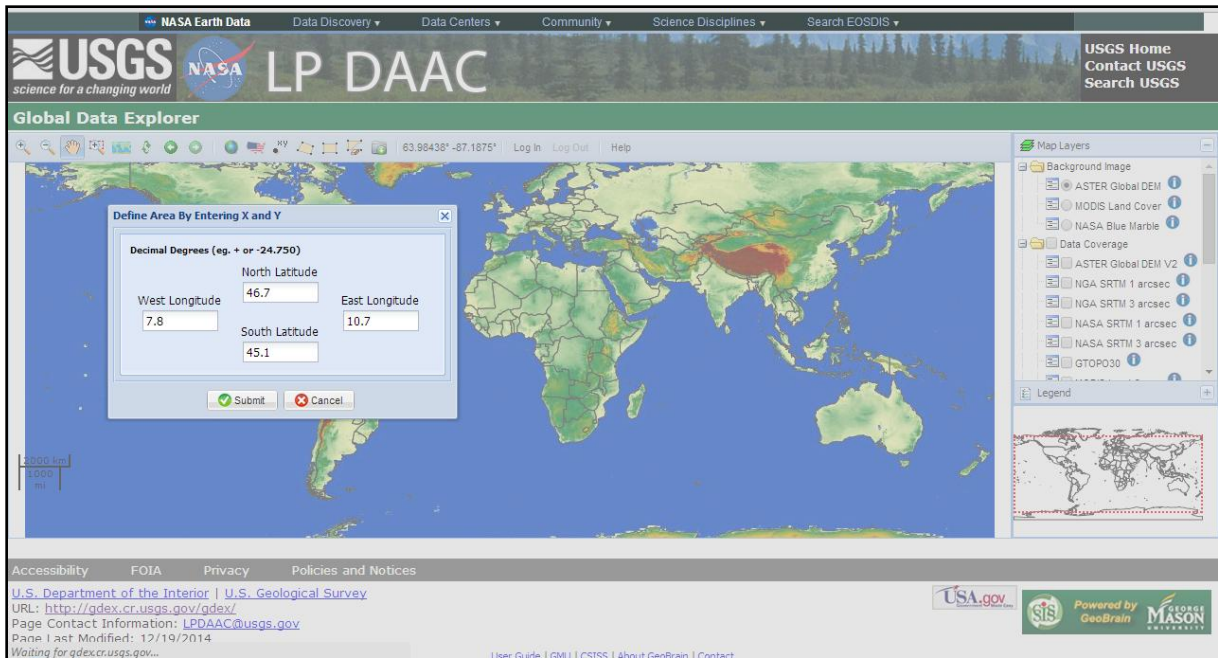 NASA Earth Data Data Discovery ▾ Data Centers ▾ Community ▾ Science Disciplines ▾ Search EOSDIS ▾
USGS
science for a changing world
NASA
LP DAAC
USGS Home
Contact USGS
Search USGS
Global Data Explorer
63.98438° -87.1875° Log In Log Out Help
Map Layers
Background Image
ASTER Global DEM
MODIS Land Cover
NASA Blue Marble
Data Coverage
ASTER Global DEM V2
NGA SRTM 1 arcsec
NGA SRTM 3 arcsec
NASA SRTM 1 arcsec
NASA SRTM 3 arcsec
GTOPO30
Legend
Define Area By Entering X and Y
Decimal Degrees (eg. + or -24.750)
North Latitude
46.7
West Longitude
7.8
East Longitude
10.7
South Latitude
45.1
Submit Cancel
2000 km
1000
mi
Accessibility FOIA Privacy Policies and Notices
U.S. Department of the Interior | U.S. Geological Survey
URL: http://gdex.cr.usgs.gov/gdex/
Page Contact Information: LPDAAC@usgs.gov
Page Last Modified: 12/19/2014
Waiting for gdex.cr.usgs.gov...
User Guide | GMU | CSISS | About GeoBrain | Contact
USA.gov
Powered by
GeoBrain
GEORGE
MASON
UNIVERSITY